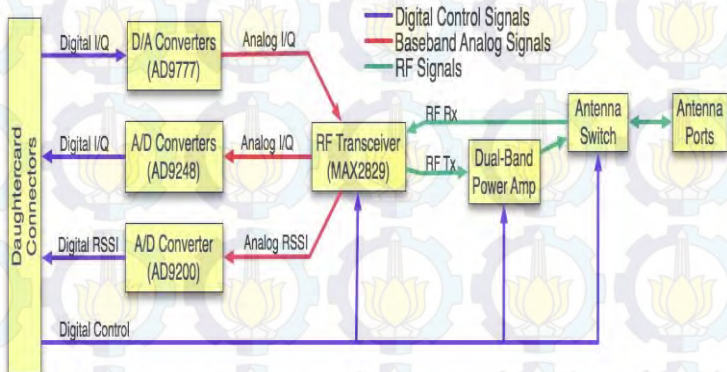 Digital Control Signals
Baseband Analog Signals
RF Signals
Daughtercard
Connectors
Digital I/Q
D/A Converters
(AD9777)
Analog I/Q
Digital I/Q
A/D Converters
(AD9248)
Analog I/Q
RF Transceiver
(MAX2829)
RF Rx
RF Tx
Dual-Band
Power Amp
Antenna
Switch
Antenna
Ports
Digital RSSI
A/D Converter
(AD9200)
Analog RSSI
Digital Control